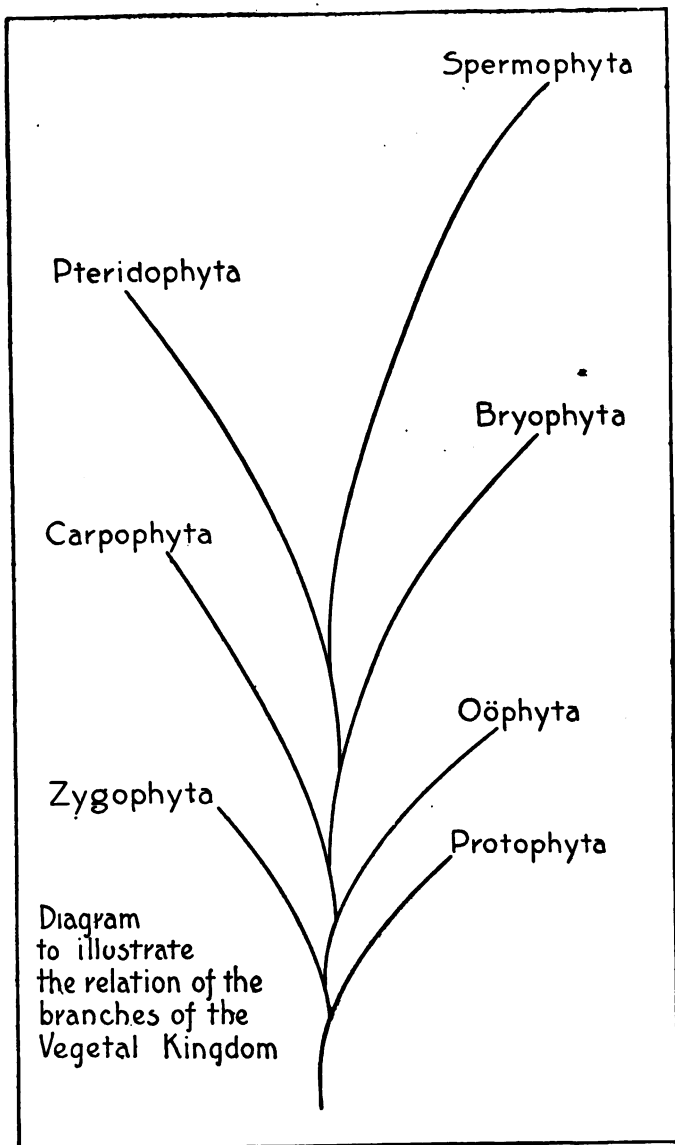 Spermophyta
Pteridophyta
Bryophyta
Carpophyta
Oöphyta
Zygophyta
Protophyta
Diagram
to illustrate
the relation of the
branches of the
Vegetal Kingdom